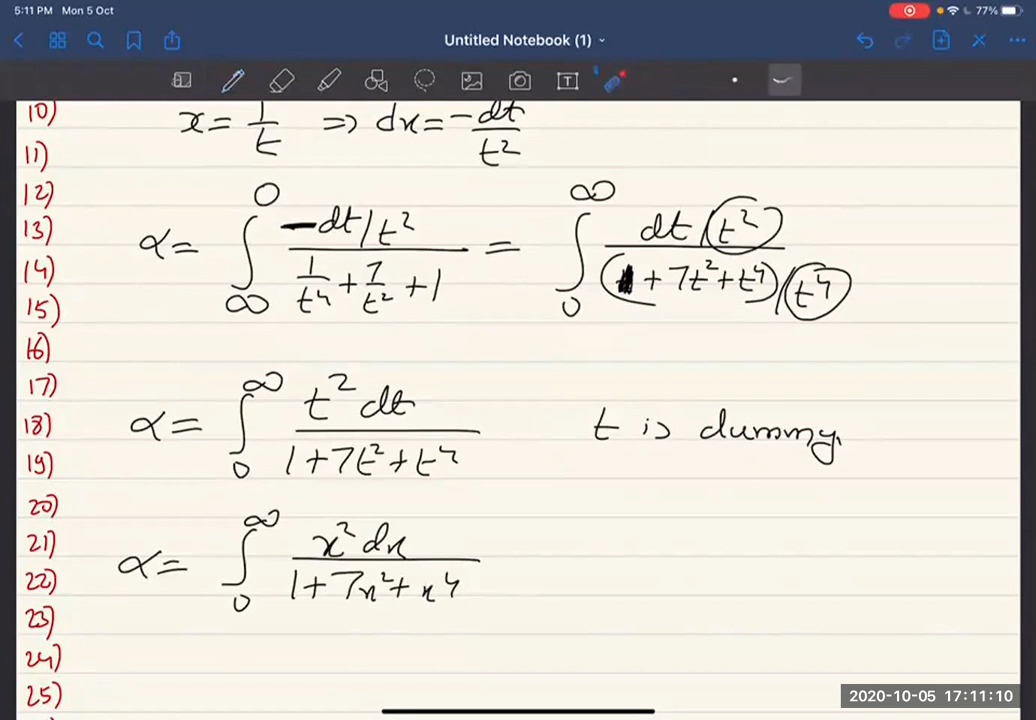 5:11 PM Mon 5 Oct
77%
Untitled Notebook (1)
10) x = 1/t => dx = -dt/t²
11)
12)
13) α = ∫_∞^0 (-dt/t²)/(1/t⁴ + 7/t² + 1) = ∫_0^∞ (dt/t²)/((1 + 7t² + t⁴)/t⁴)
14)
15)
16)
17)
18) α = ∫_0^∞ t² dt/(1 + 7t² + t⁴) t is dummy.
19)
20)
21)
22) α = ∫_0^∞ x² dx/(1 + 7x² + x⁴)
23)
24)
25)
2020-10-05 17:11:10